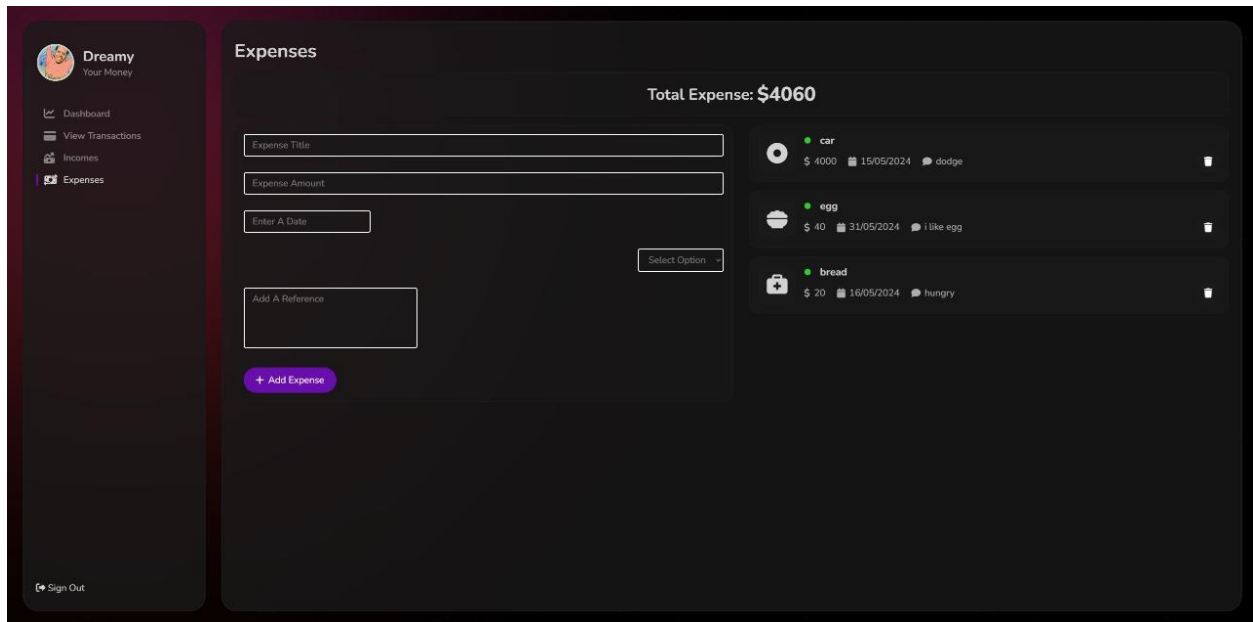 Dreamy
Your Money
Dashboard
View Transactions
Incomes
Expenses
Sign Out
Expenses
Total Expense: $4060
Expense Title
Expense Amount
Enter A Date
Select Option
Add A Reference
+ Add Expense
car
$ 4000 15/05/2024 dodge
egg
$ 40 31/05/2024 i like egg
bread
$ 20 16/05/2024 hungry